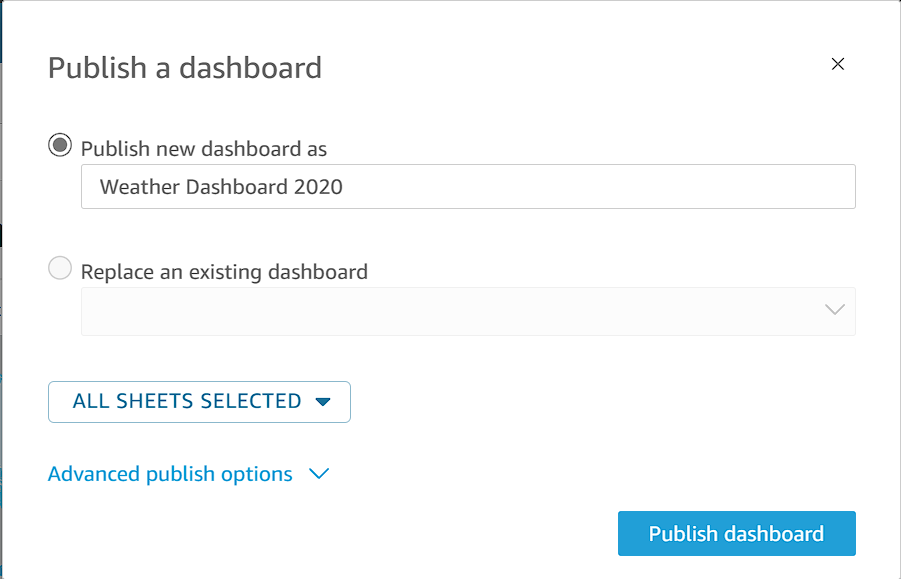 Publish a dashboard
Publish new dashboard as
Weather Dashboard 2020
Replace an existing dashboard
ALL SHEETS SELECTED
Advanced publish options
Publish dashboard